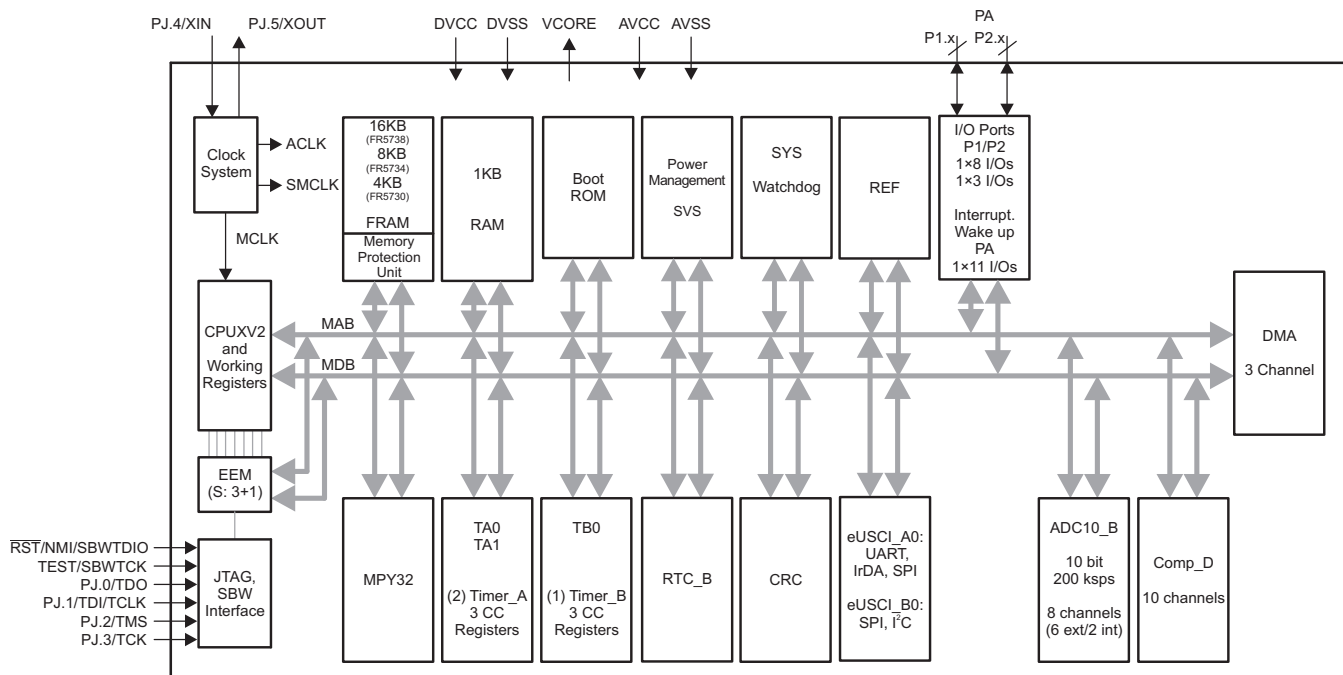 PJ.4/XIN
PJ.5/XOUT
DVCC
DVSS
VCORE
AVCC
AVSS
PA
P1.x
P2.x
Clock
System
ACLK
SMCLK
MCLK
16KB
(FR5738)
8KB
(FR5734)
4KB
(FR5730)
FRAM
Memory
Protection
Unit
1KB
RAM
Boot
ROM
Power
Management
SVS
SYS
Watchdog
REF
I/O Ports
P1/P2
1×8 I/Os
1×3 I/Os
Interrupt.
Wake up
PA
1×11 I/Os
CPUXV2
and
Working
Registers
MAB
MDB
DMA
3 Channel
EEM
(S: 3+1)
RST/NMI/SBWTDIO
TEST/SBWTCK
PJ.0/TDO
PJ.1/TDI/TCLK
PJ.2/TMS
PJ.3/TCK
JTAG,
SBW
Interface
MPY32
TA0
TA1
(2) Timer_A
3 CC
Registers
TB0
(1) Timer_B
3 CC
Registers
RTC_B
CRC
eUSCI_A0:
UART,
IrDA, SPI
eUSCI_B0:
SPI, I²C
ADC10_B
10 bit
200 ksps
8 channels
(6 ext/2 int)
Comp_D
10 channels